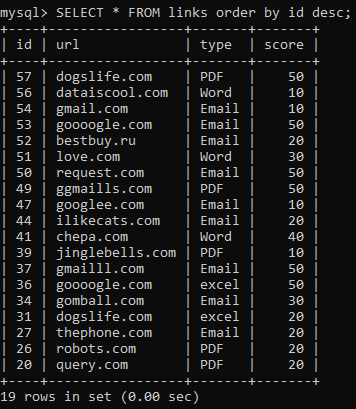 mysql> SELECT * FROM links order by id desc;
+----+------------------+-------+-------+
| id | url              | type  | score |
+----+------------------+-------+-------+
| 57 | dogslife.com     | PDF   |    50 |
| 56 | dataiscool.com   | Word  |    10 |
| 54 | gmail.com        | Email |    10 |
| 53 | goooogle.com     | Email |    50 |
| 52 | bestbuy.ru       | Email |    20 |
| 51 | love.com         | Word  |    30 |
| 50 | request.com      | Email |    50 |
| 49 | ggmaills.com     | PDF   |    50 |
| 47 | googlee.com      | Email |    10 |
| 44 | ilikecats.com    | Email |    20 |
| 41 | chepa.com        | Word  |    40 |
| 39 | jinglebells.com  | PDF   |    10 |
| 37 | gmailll.com      | Email |    50 |
| 36 | goooogle.com     | excel |    50 |
| 34 | gomball.com      | Email |    30 |
| 31 | dogslife.com     | excel |    20 |
| 27 | thephone.com     | Email |    20 |
| 26 | robots.com       | PDF   |    20 |
| 20 | query.com        | PDF   |    20 |
+----+------------------+-------+-------+
19 rows in set (0.00 sec)